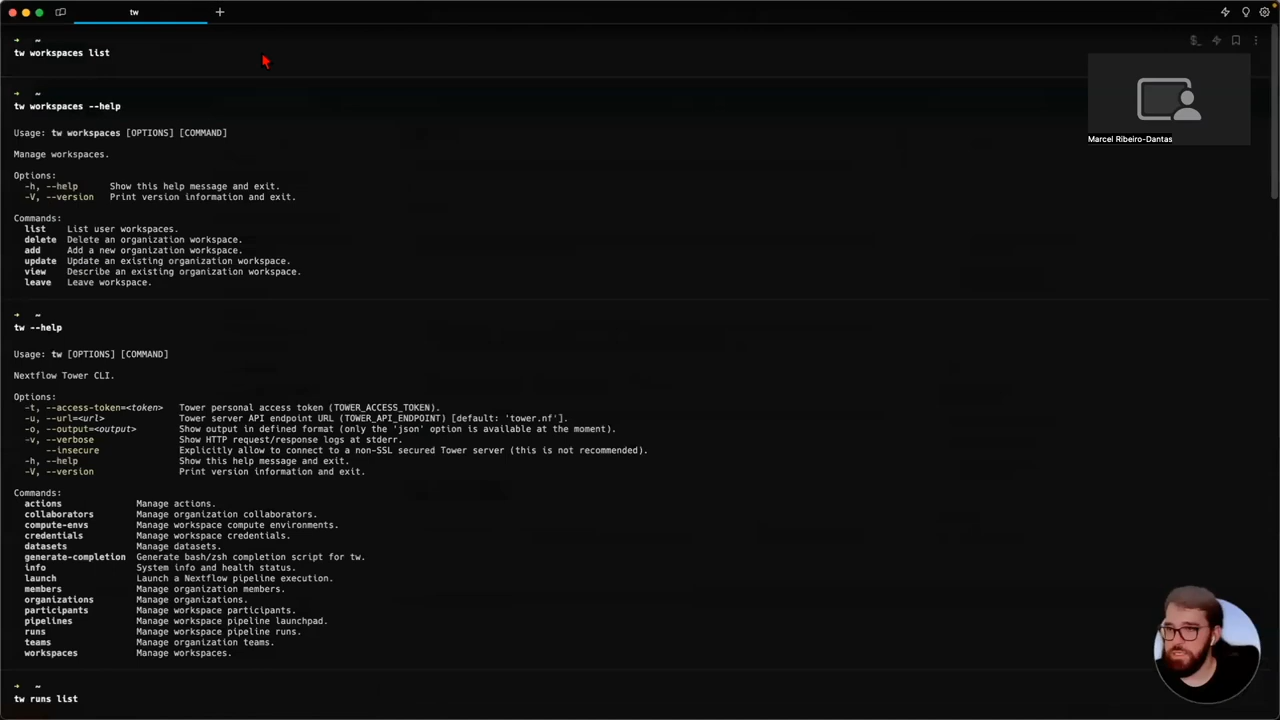 tw
➜ ~
tw workspaces list
➜ ~
tw workspaces --help
Usage: tw workspaces [OPTIONS] [COMMAND]
Manage workspaces.
Options:
-h, --help Show this help message and exit.
-V, --version Print version information and exit.
Commands:
list List user workspaces.
delete Delete an organization workspace.
add Add a new organization workspace.
update Update an existing organization workspace.
view Describe an existing organization workspace.
leave Leave workspace.
➜ ~
tw --help
Usage: tw [OPTIONS] [COMMAND]
Nextflow Tower CLI.
Options:
-t, --access-token=<token> Tower personal access token (TOWER_ACCESS_TOKEN).
-u, --url=<url> Tower server API endpoint URL (TOWER_API_ENDPOINT) [default: 'tower.nf'].
-o, --output=<output> Show output in defined format (only the 'json' option is available at the moment).
-v, --verbose Show HTTP request/response logs at stderr.
--insecure Explicitly allow to connect to a non-SSL secured Tower server (this is not recommended).
-h, --help Show this help message and exit.
-V, --version Print version information and exit.
Commands:
actions Manage actions.
collaborators Manage organization collaborators.
compute-envs Manage workspace compute environments.
credentials Manage workspace credentials.
datasets Manage datasets.
generate-completion Generate bash/zsh completion script for tw.
info System info and health status.
launch Launch a Nextflow pipeline execution.
members Manage organization members.
organizations Manage organizations.
participants Manage workspace participants.
pipelines Manage workspace pipeline launchpad.
runs Manage workspace pipeline runs.
teams Manage organization teams.
workspaces Manage workspaces.
➜ ~
tw runs list
Marcel Ribeiro-Dantas